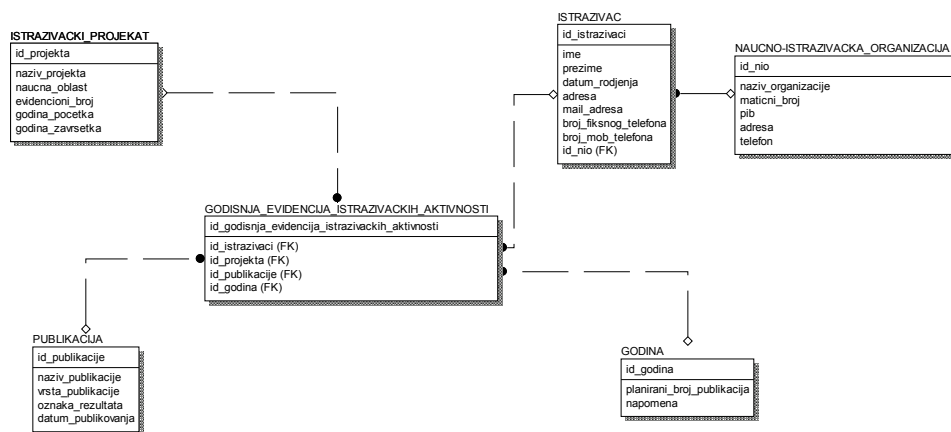 ISTRAZIVACKI_PROJEKAT
id_projekta
naziv_projekta
naucna_oblast
evidencioni_broj
godina_pocetka
godina_zavrsetka
ISTRAZIVAC
id_istrazivaci
ime
prezime
datum_rodjenja
adresa
mail_adresa
broj_fiksnog_telefona
broj_mob_telefona
id_nio (FK)
NAUCNO-ISTRAZIVACKA_ORGANIZACIJA
id_nio
naziv_organizacije
maticni_broj
pib
adresa
telefon
GODISNJA_EVIDENCIJA_ISTRAZIVACKIH_AKTIVNOSTI
id_godisnja_evidencija_istrazivackih_aktivnosti
id_istrazivaci (FK)
id_projekta (FK)
id_publikacije (FK)
id_godina (FK)
PUBLIKACIJA
id_publikacije
naziv_publikacije
vrsta_publikacije
oznaka_rezultata
datum_publikovanja
GODINA
id_godina
planirani_broj_publikacija
napomena